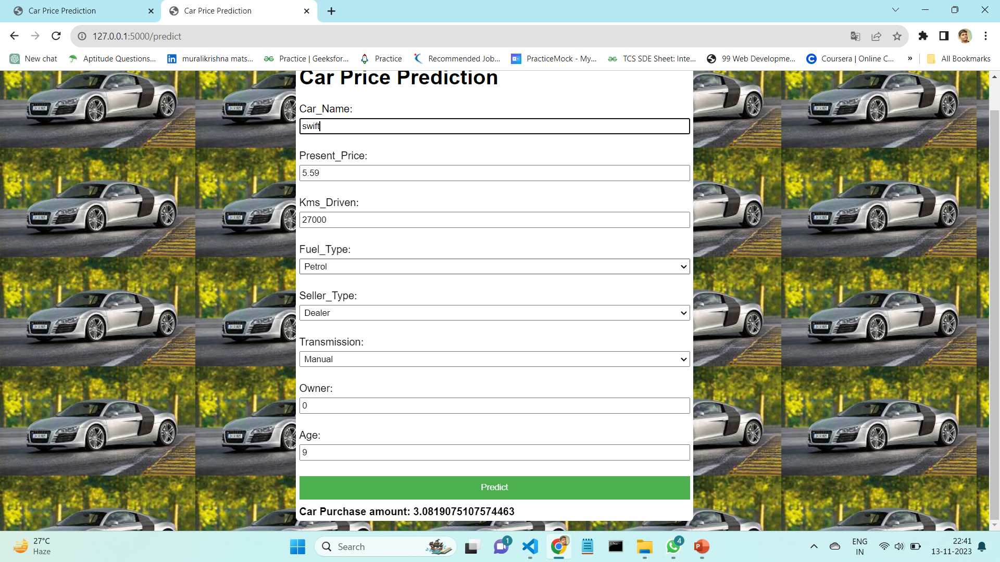 Car Price Prediction
Car Price Prediction
127.0.0.1:5000/predict
New chat
Aptitude Questions...
muralikrishna mats...
Practice | Geeksfor...
Practice
Recommended Job...
PracticeMock - My...
TCS SDE Sheet: Inte...
99 Web Developme...
Coursera | Online C...
»
All Bookmarks
Car Price Prediction
Car_Name:
swift
Present_Price:
5.59
Kms_Driven:
27000
Fuel_Type:
Petrol
Seller_Type:
Dealer
Transmission:
Manual
Owner:
0
Age:
9
Predict
Car Purchase amount: 3.0819075107574463
27°C
Haze
Search
1
4
ENG
IN
22:41
13-11-2023